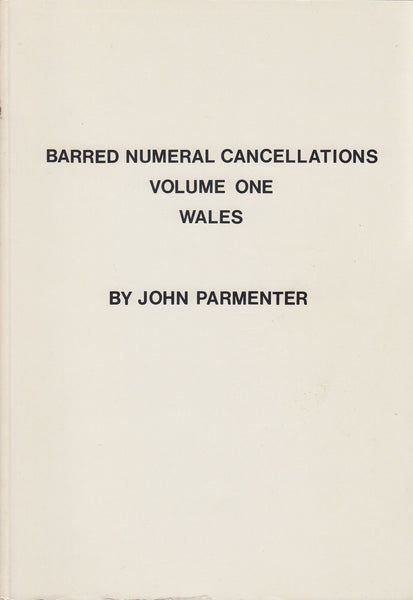 BARRED NUMERAL CANCELLATIONS
VOLUME ONE
WALES
BY JOHN PARMENTER